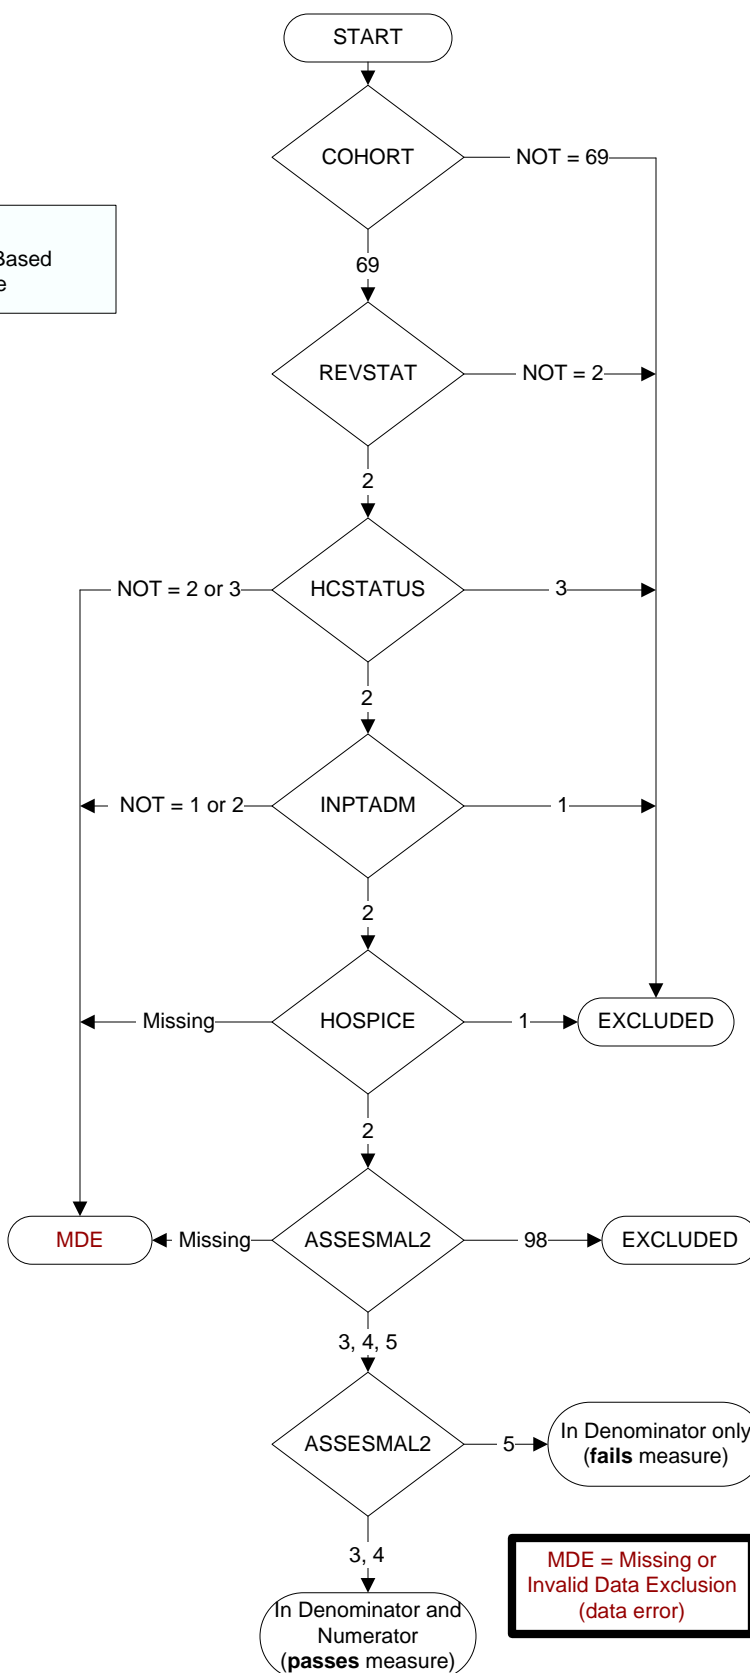 START
COHORT
NOT = 69
Based
69
REVSTAT
NOT = 2
2
NOT = 2 or 3
HCSTATUS
3
2
NOT = 1 or 2
INPTADM
1
2
Missing
HOSPICE
1
EXCLUDED
2
MDE
Missing
ASSESMAL2
98
EXCLUDED
3, 4, 5
ASSESMAL2
5
In Denominator only
(fails measure)
3, 4
MDE = Missing or
Invalid Data Exclusion
(data error)
In Denominator and
Numerator
(passes measure)